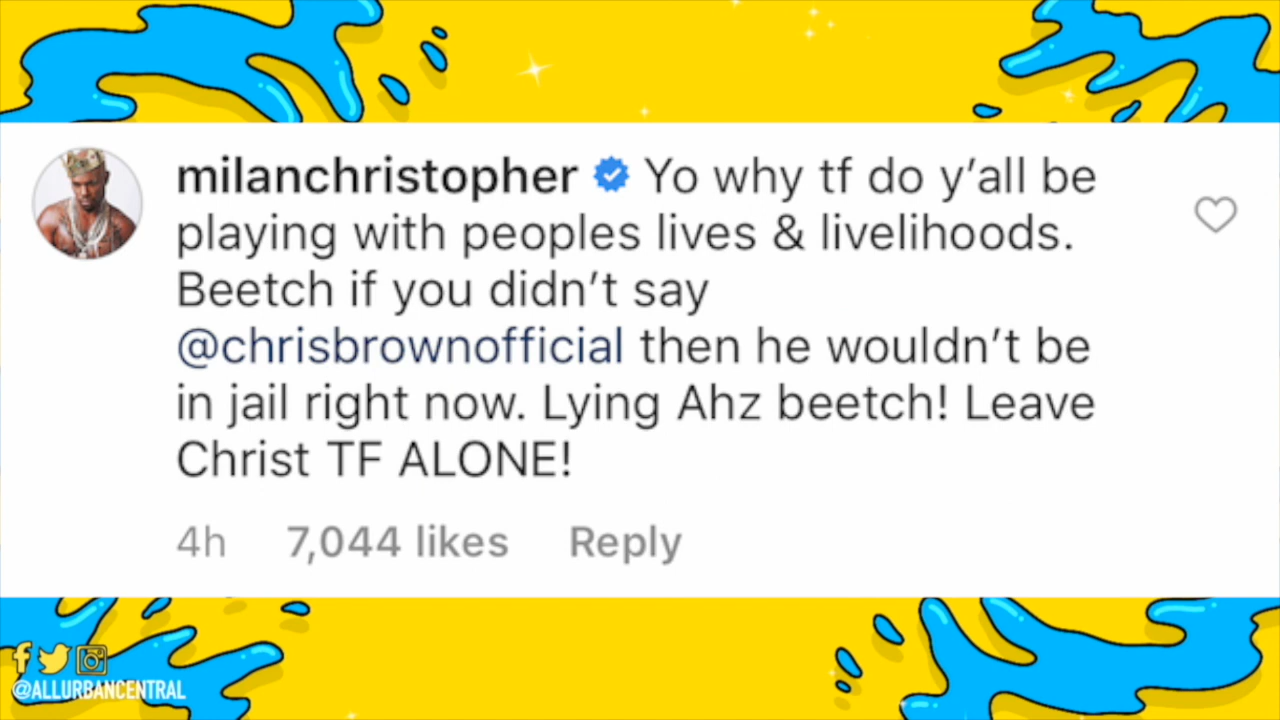 milanchristopher Yo why tf do y'all be
playing with peoples lives & livelihoods.
Beetch if you didn't say
@chrisbrownofficial then he wouldn't be
in jail right now. Lying Ahz beetch! Leave
Christ TF ALONE!
4h 7,044 likes Reply
@ALLURBANCENTRAL